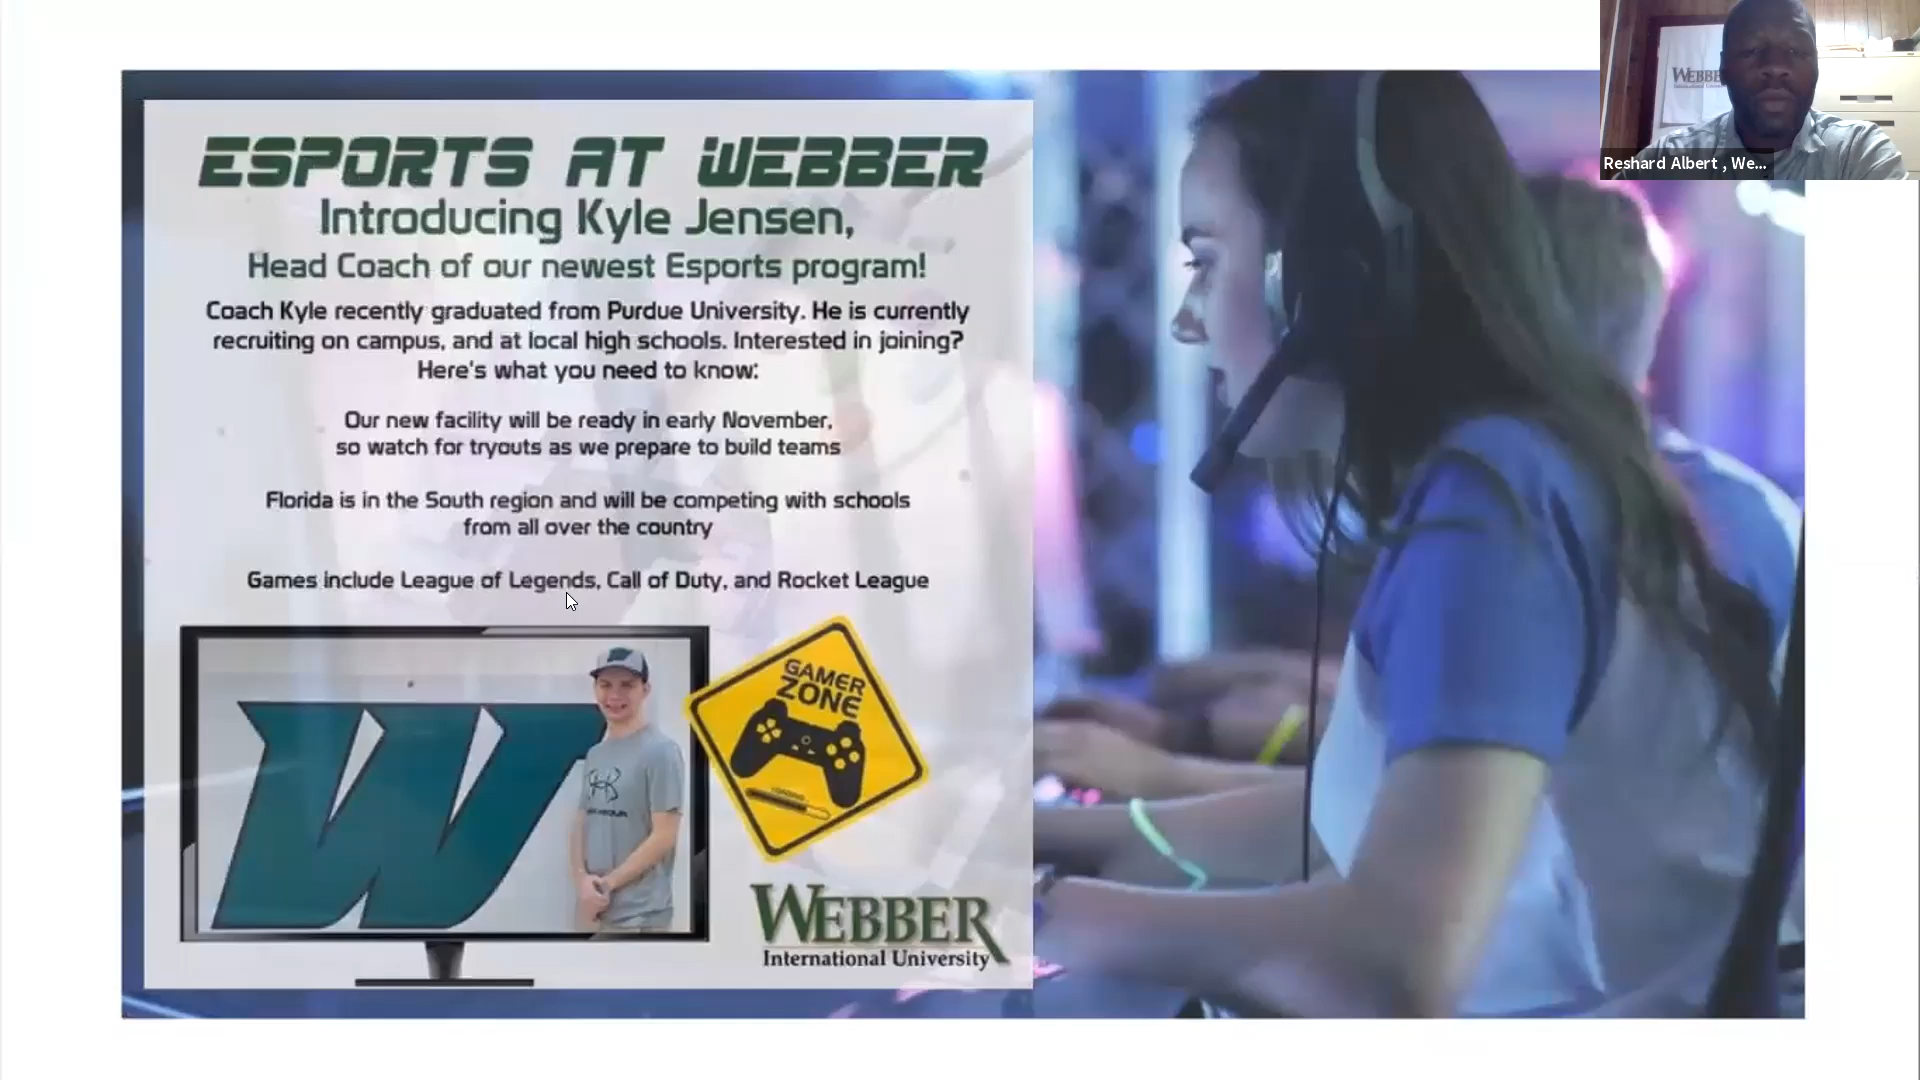 ESPORTS AT WEBBER
Introducing Kyle Jensen,
Head Coach of our newest Esports program!
Coach Kyle recently graduated from Purdue University. He is currently
recruiting on campus, and at local high schools. Interested in joining?
Here's what you need to know:
Our new facility will be ready in early November,
so watch for tryouts as we prepare to build teams
Florida is in the South region and will be competing with schools
from all over the country
Games include League of Legends, Call of Duty, and Rocket League
W
GAMER
ZONE
LOADING
WEBBER
International University
Reshard Albert , We...